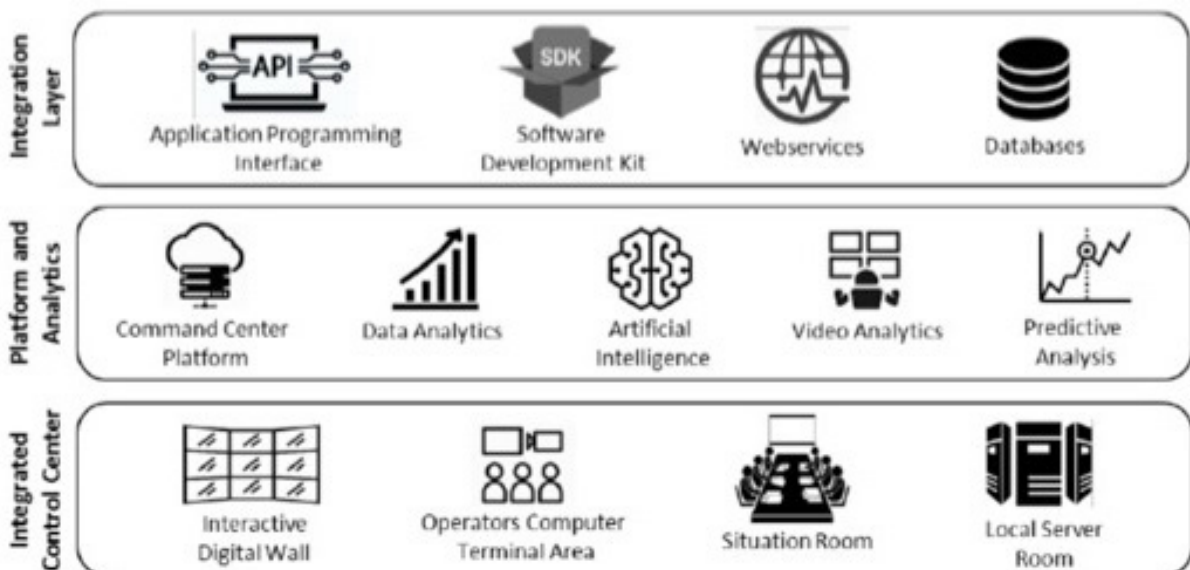 Integration
Layer
API
Application Programming
Interface
SDK
Software
Development Kit
Webservices
Databases
Platform and
Analytics
Command Center
Platform
Data Analytics
Artificial
Intelligence
Video Analytics
Predictive
Analysis
Integrated
Control Center
Interactive
Digital Wall
Operators Computer
Terminal Area
Situation Room
Local Server
Room